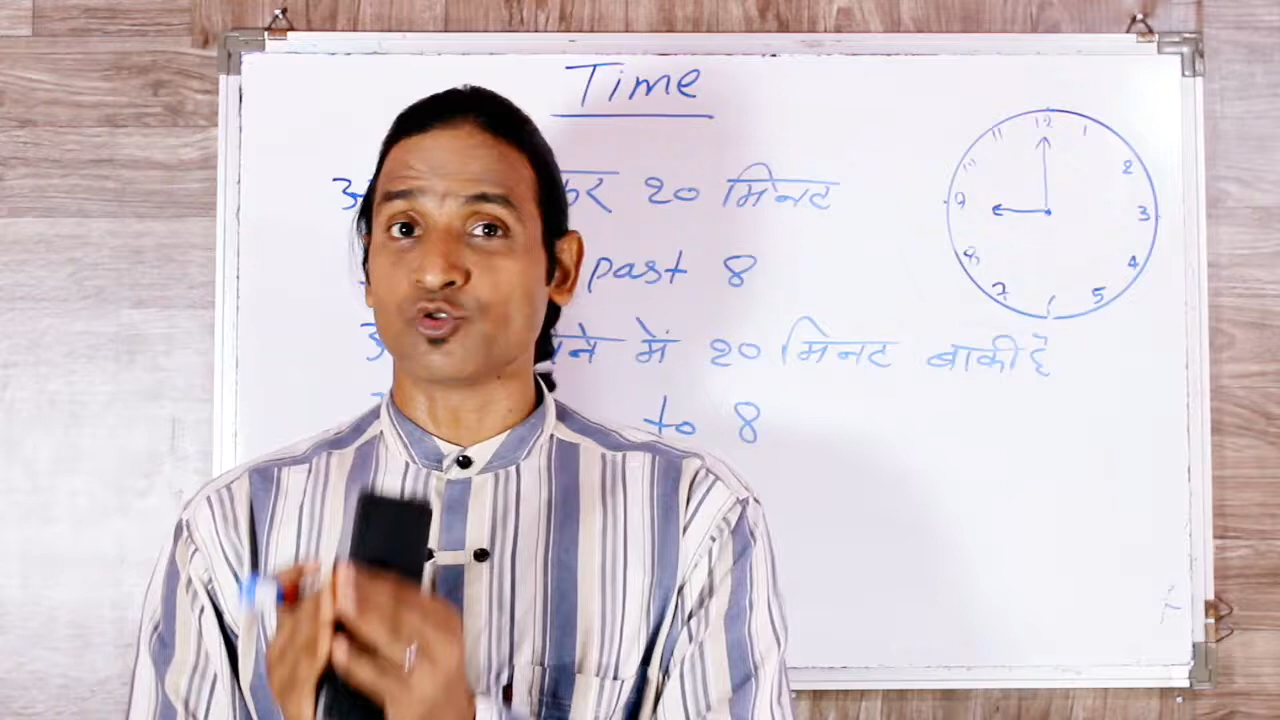 Time
२० मिनट
past 8
में २० मिनट बाकी है
to 8
12
11 1
10 2
9 3
8 4
7 5